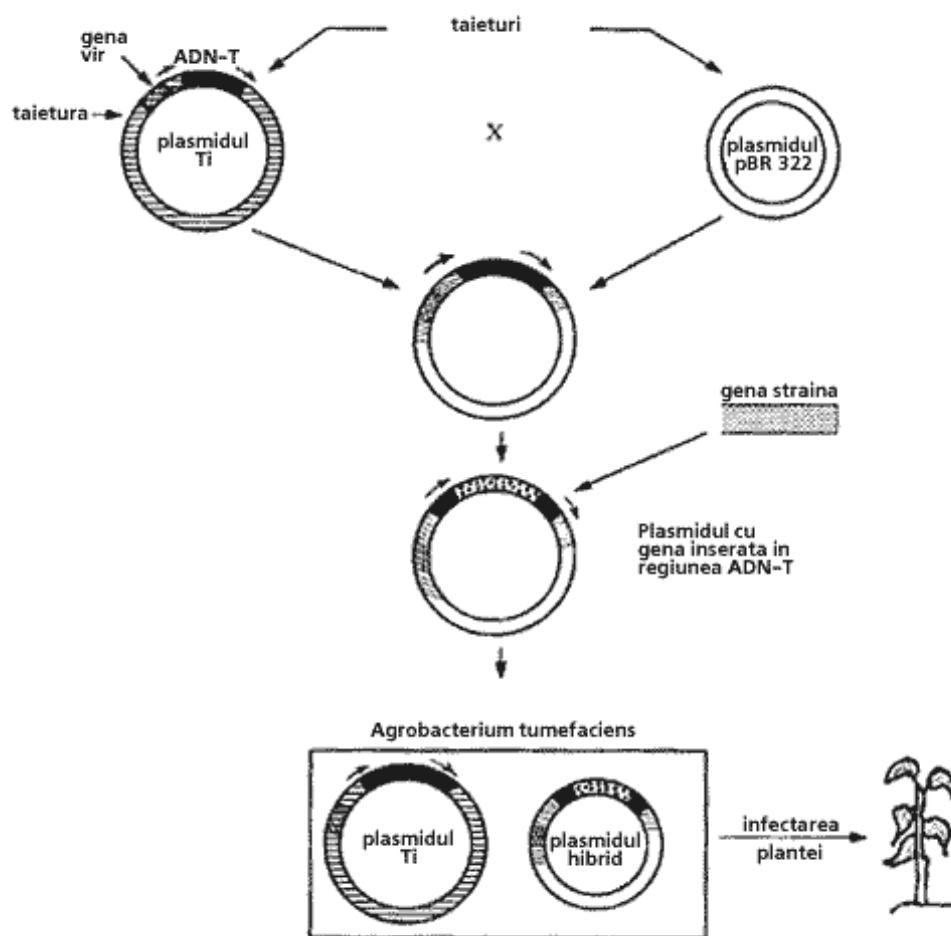 taieturi
gena
vir
ADN-T
taietura
plasmidul
Ti
X
plasmidul
pBR 322
gena straina
Plasmidul cu
gena inserata in
regiunea ADN-T
Agrobacterium tumefaciens
plasmidul
Ti
plasmidul
hibrid
infectarea
plantei